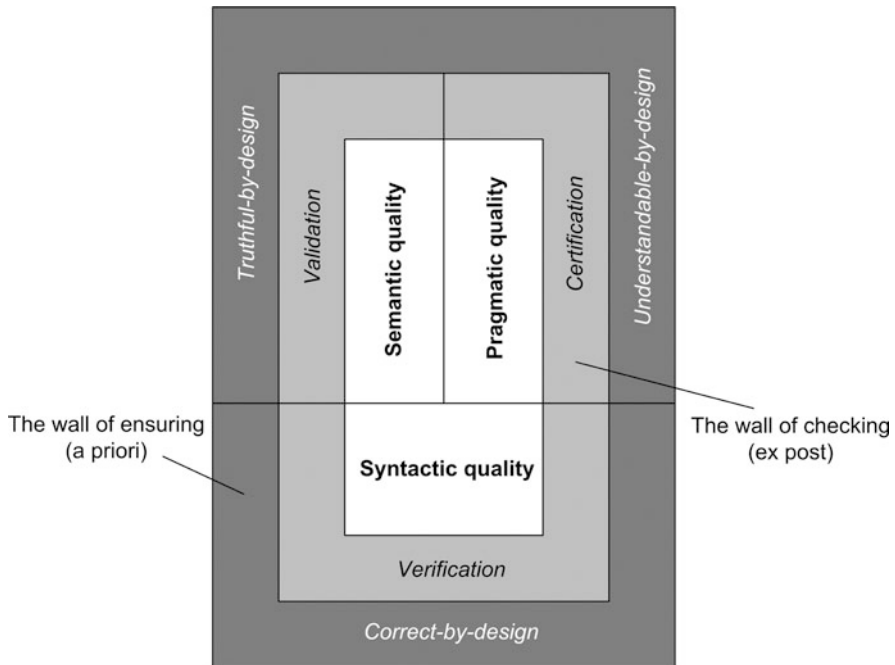 Truthful-by-design
Validation
Semantic quality
Pragmatic quality
Certification
Understandable-by-design
The wall of ensuring
(a priori)
The wall of checking
(ex post)
Syntactic quality
Verification
Correct-by-design